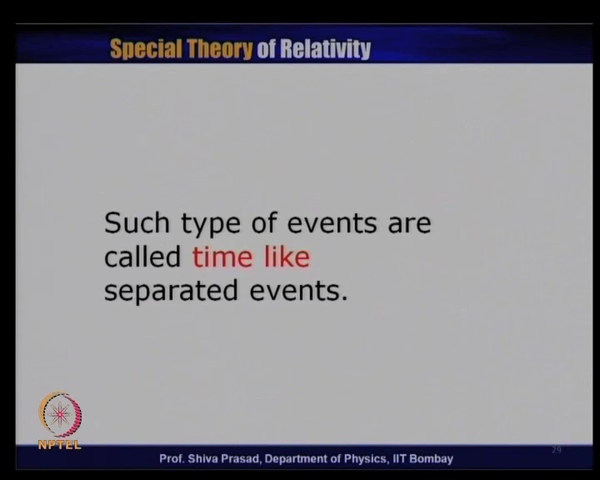 Special Theory of Relativity
Such type of events are
called time like
separated events.
NPTEL
29
Prof. Shiva Prasad, Department of Physics, IIT Bombay